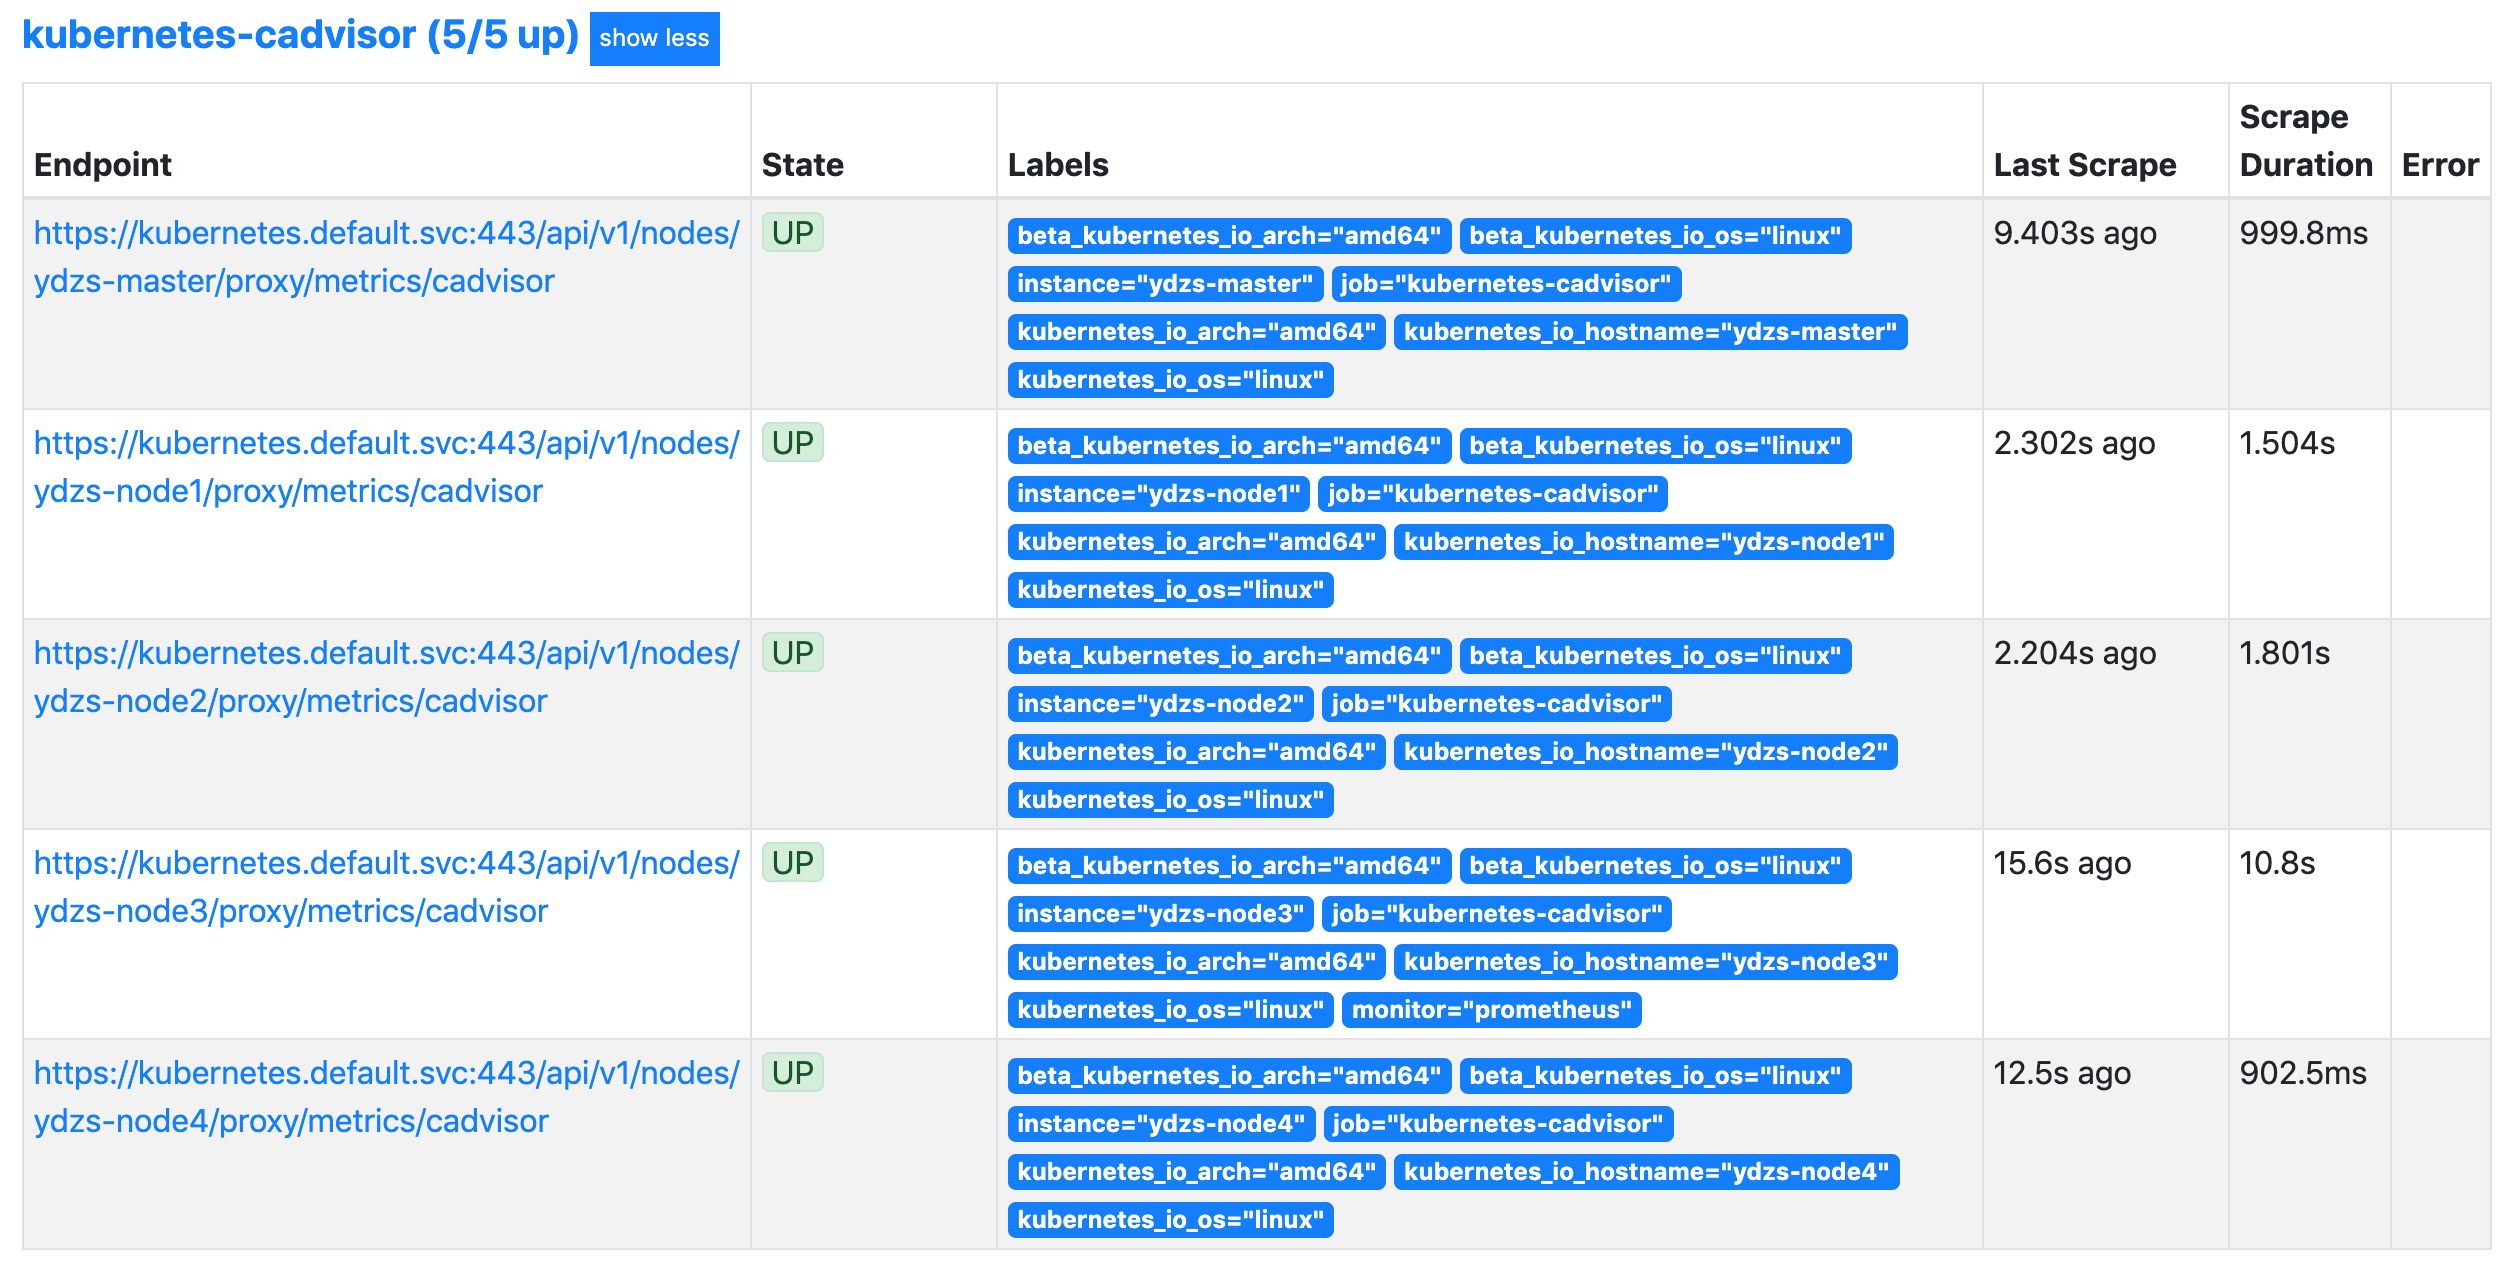 kubernetes-cadvisor (5/5 up) show less
Endpoint State Labels Last Scrape Scrape Duration Error
https://kubernetes.default.svc:443/api/v1/nodes/ UP beta_kubernetes_io_arch="amd64" beta_kubernetes_io_os="linux" 9.403s ago 999.8ms
ydzs-master/proxy/metrics/cadvisor instance="ydzs-master" job="kubernetes-cadvisor"
kubernetes_io_arch="amd64" kubernetes_io_hostname="ydzs-master"
kubernetes_io_os="linux"
https://kubernetes.default.svc:443/api/v1/nodes/ UP beta_kubernetes_io_arch="amd64" beta_kubernetes_io_os="linux" 2.302s ago 1.504s
ydzs-node1/proxy/metrics/cadvisor instance="ydzs-node1" job="kubernetes-cadvisor"
kubernetes_io_arch="amd64" kubernetes_io_hostname="ydzs-node1"
kubernetes_io_os="linux"
https://kubernetes.default.svc:443/api/v1/nodes/ UP beta_kubernetes_io_arch="amd64" beta_kubernetes_io_os="linux" 2.204s ago 1.801s
ydzs-node2/proxy/metrics/cadvisor instance="ydzs-node2" job="kubernetes-cadvisor"
kubernetes_io_arch="amd64" kubernetes_io_hostname="ydzs-node2"
kubernetes_io_os="linux"
https://kubernetes.default.svc:443/api/v1/nodes/ UP beta_kubernetes_io_arch="amd64" beta_kubernetes_io_os="linux" 15.6s ago 10.8s
ydzs-node3/proxy/metrics/cadvisor instance="ydzs-node3" job="kubernetes-cadvisor"
kubernetes_io_arch="amd64" kubernetes_io_hostname="ydzs-node3"
kubernetes_io_os="linux" monitor="prometheus"
https://kubernetes.default.svc:443/api/v1/nodes/ UP beta_kubernetes_io_arch="amd64" beta_kubernetes_io_os="linux" 12.5s ago 902.5ms
ydzs-node4/proxy/metrics/cadvisor instance="ydzs-node4" job="kubernetes-cadvisor"
kubernetes_io_arch="amd64" kubernetes_io_hostname="ydzs-node4"
kubernetes_io_os="linux"